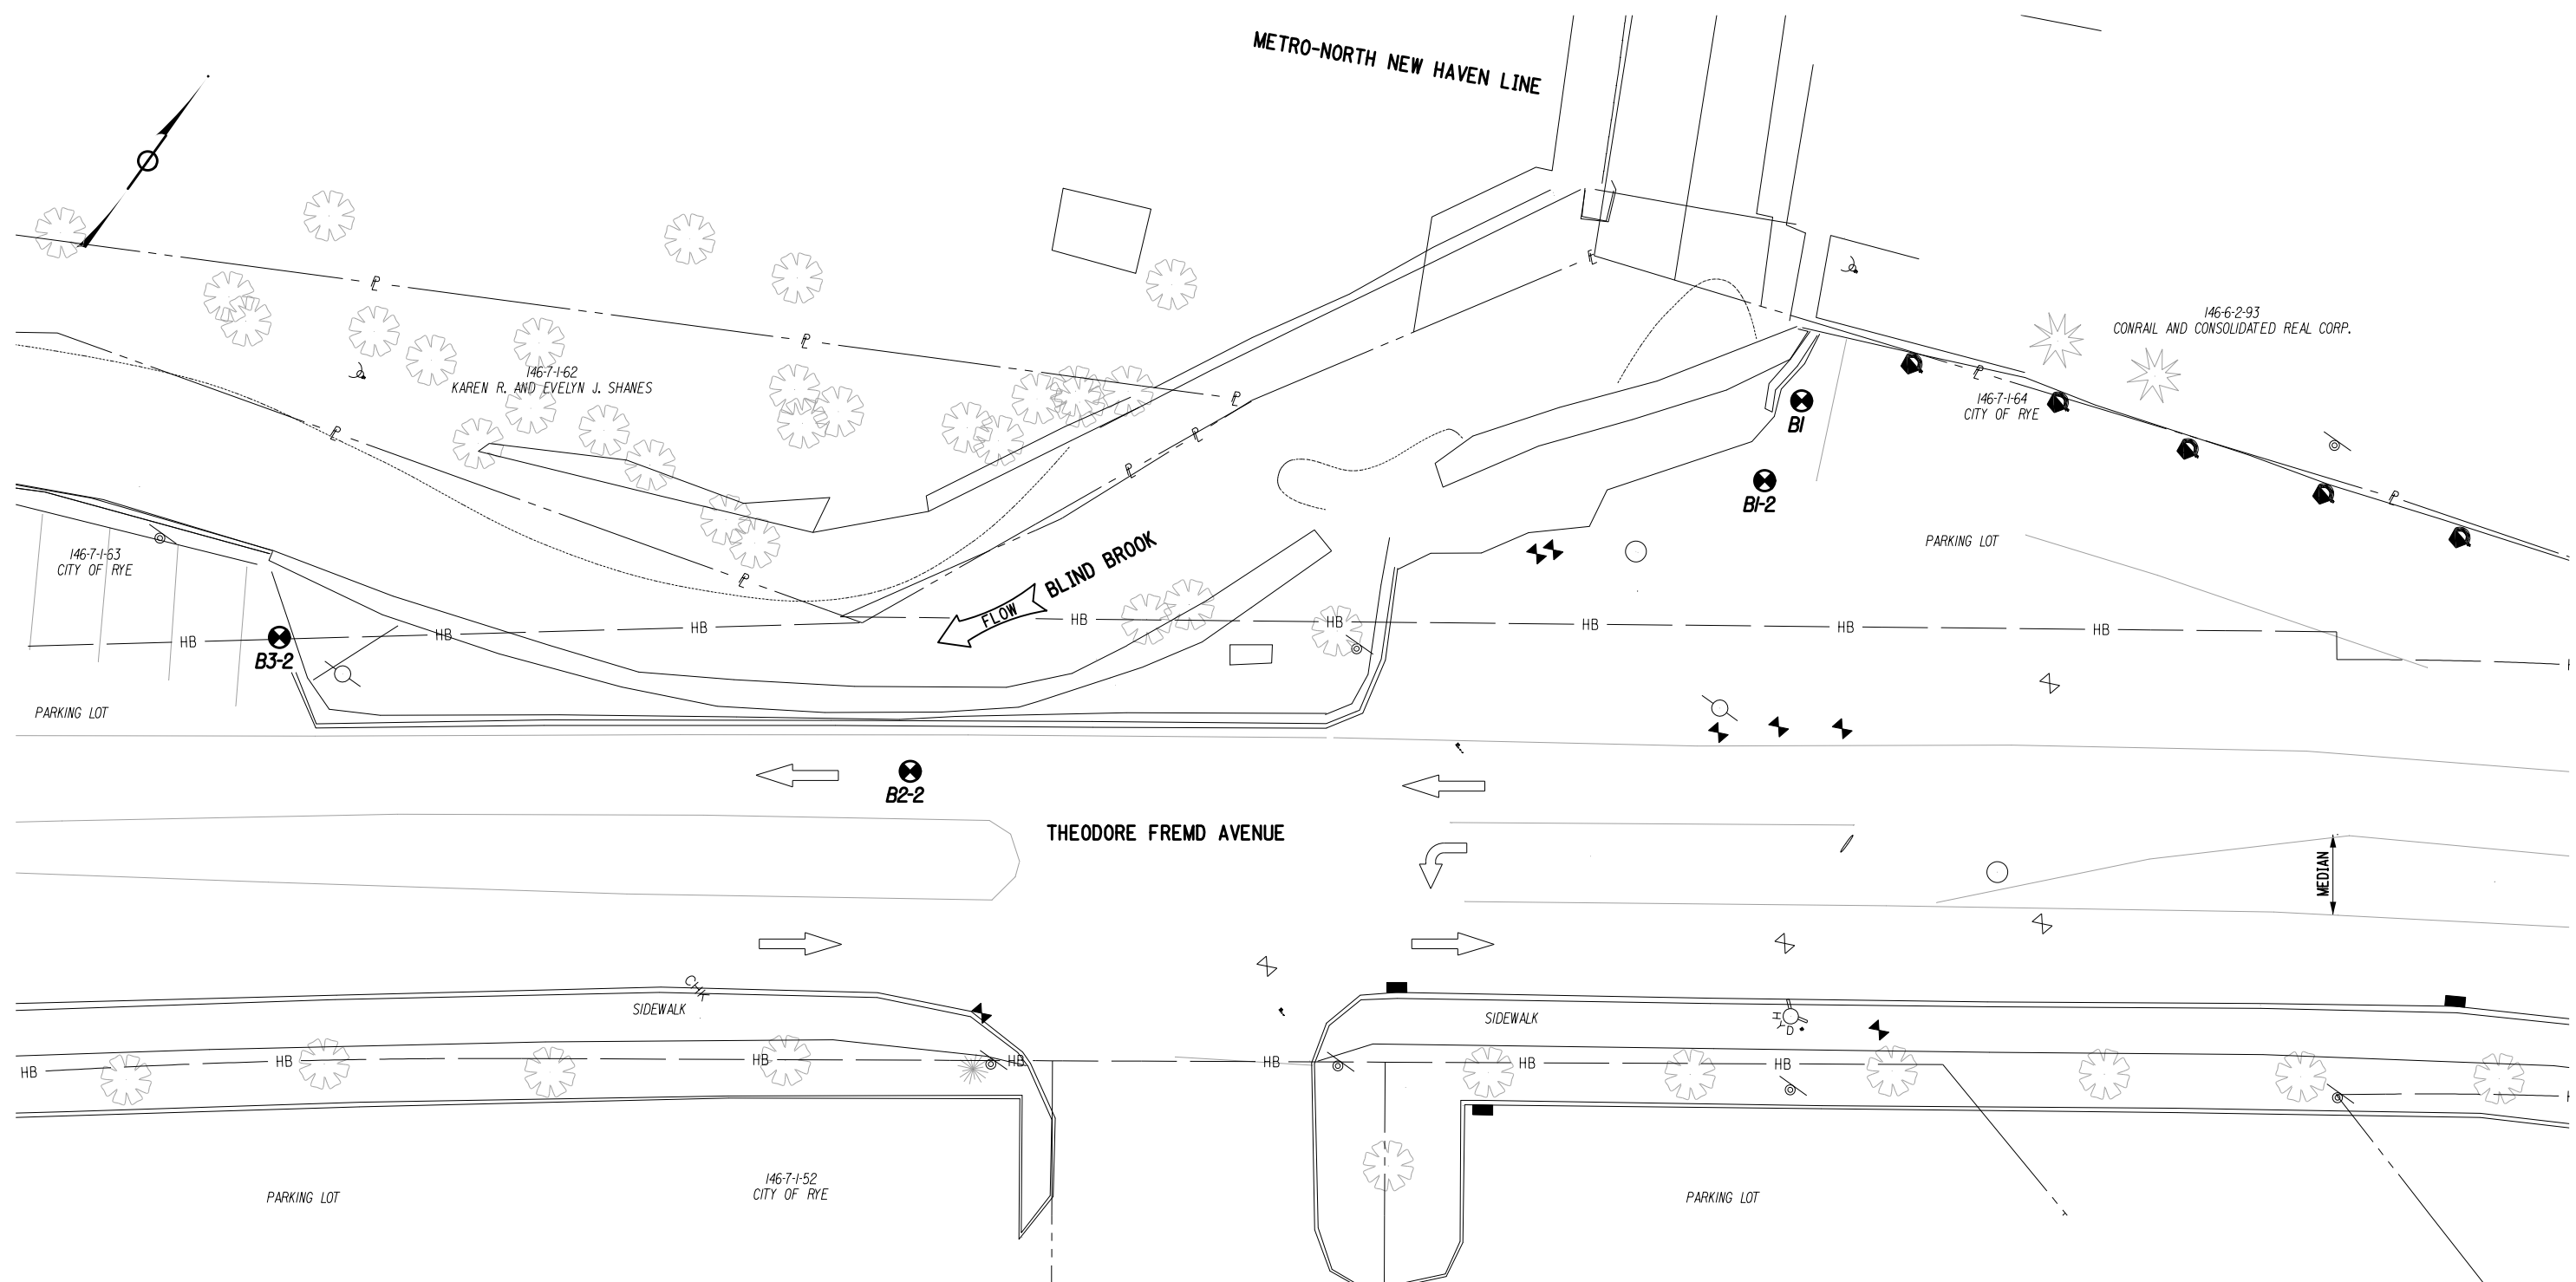 METRO-NORTH NEW HAVEN LINE
146-6-2-93
CONRAIL AND CONSOLIDATED REAL CORP.
146-7-1-62
KAREN R. AND EVELYN J. SHANES
146-7-1-64
CITY OF RYE
B1
B1-2
PARKING LOT
146-7-1-63
CITY OF RYE
BLIND BROOK
FLOW
HB
HB
HB
HB
HB
HB
HB
HB
B3-2
PARKING LOT
B2-2
THEODORE FREMD AVENUE
MEDIAN
CHK
SIDEWALK
SIDEWALK
HYD
HB
HB
HB
HB
HB
HB
HB
146-7-1-52
CITY OF RYE
PARKING LOT
PARKING LOT